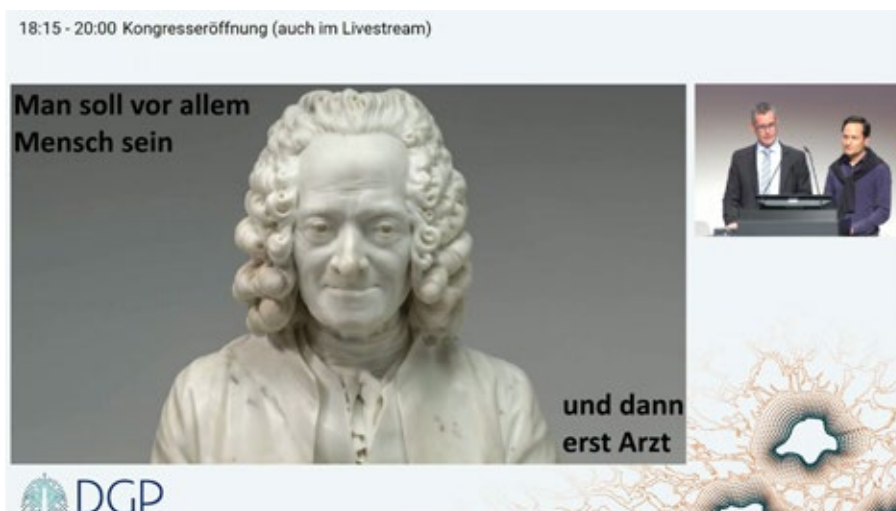 18:15 - 20:00 Kongresseröffnung (auch im Livestream)
Man soll vor allem
Mensch sein
und dann
erst Arzt
DGP